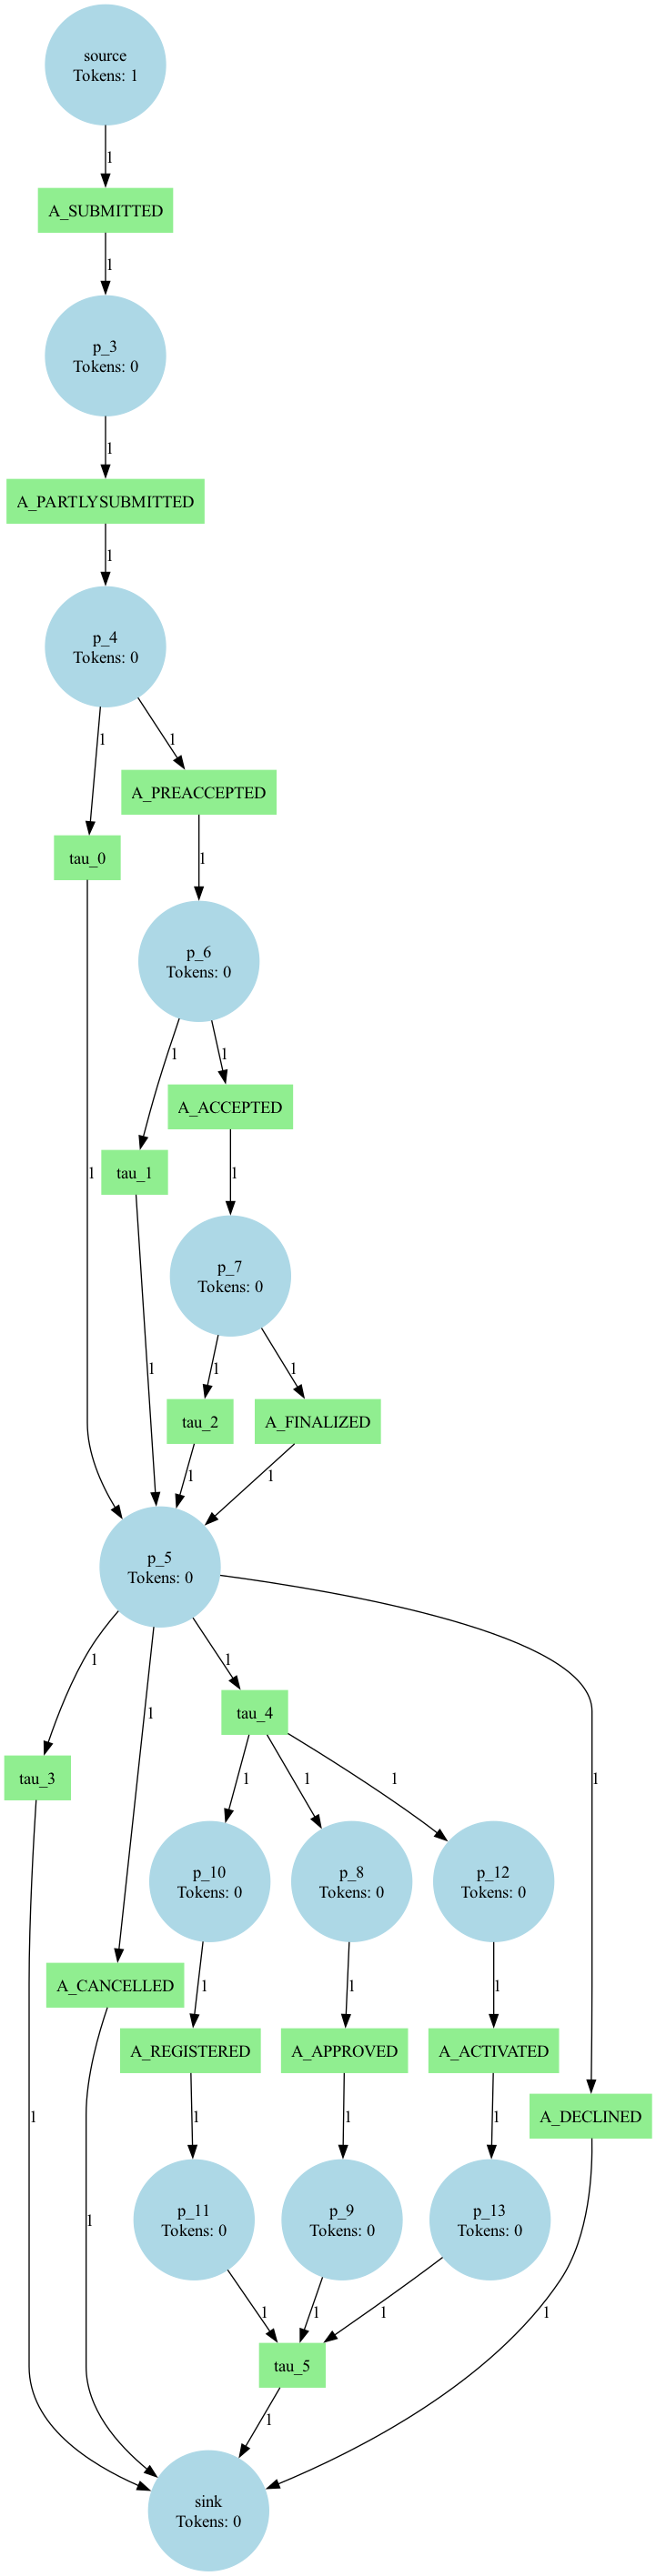 source
Tokens: 1
1
A_SUBMITTED
1
p_3
Tokens: 0
1
A_PARTLYSUBMITTED
1
p_4
Tokens: 0
1
1
A_PREACCEPTED
tau_0
1
p_6
Tokens: 0
1
1
A_ACCEPTED
tau_1
1
1
p_7
Tokens: 0
1
1
1
tau_2
A_FINALIZED
1
1
p_5
Tokens: 0
1
1
1
tau_4
tau_3
1
1
1
1
p_10
Tokens: 0
p_8
Tokens: 0
p_12
Tokens: 0
A_CANCELLED
1
1
1
A_REGISTERED
A_APPROVED
A_ACTIVATED
A_DECLINED
1
1
1
1
1
p_11
Tokens: 0
p_9
Tokens: 0
p_13
Tokens: 0
1
1
1
1
tau_5
1
sink
Tokens: 0